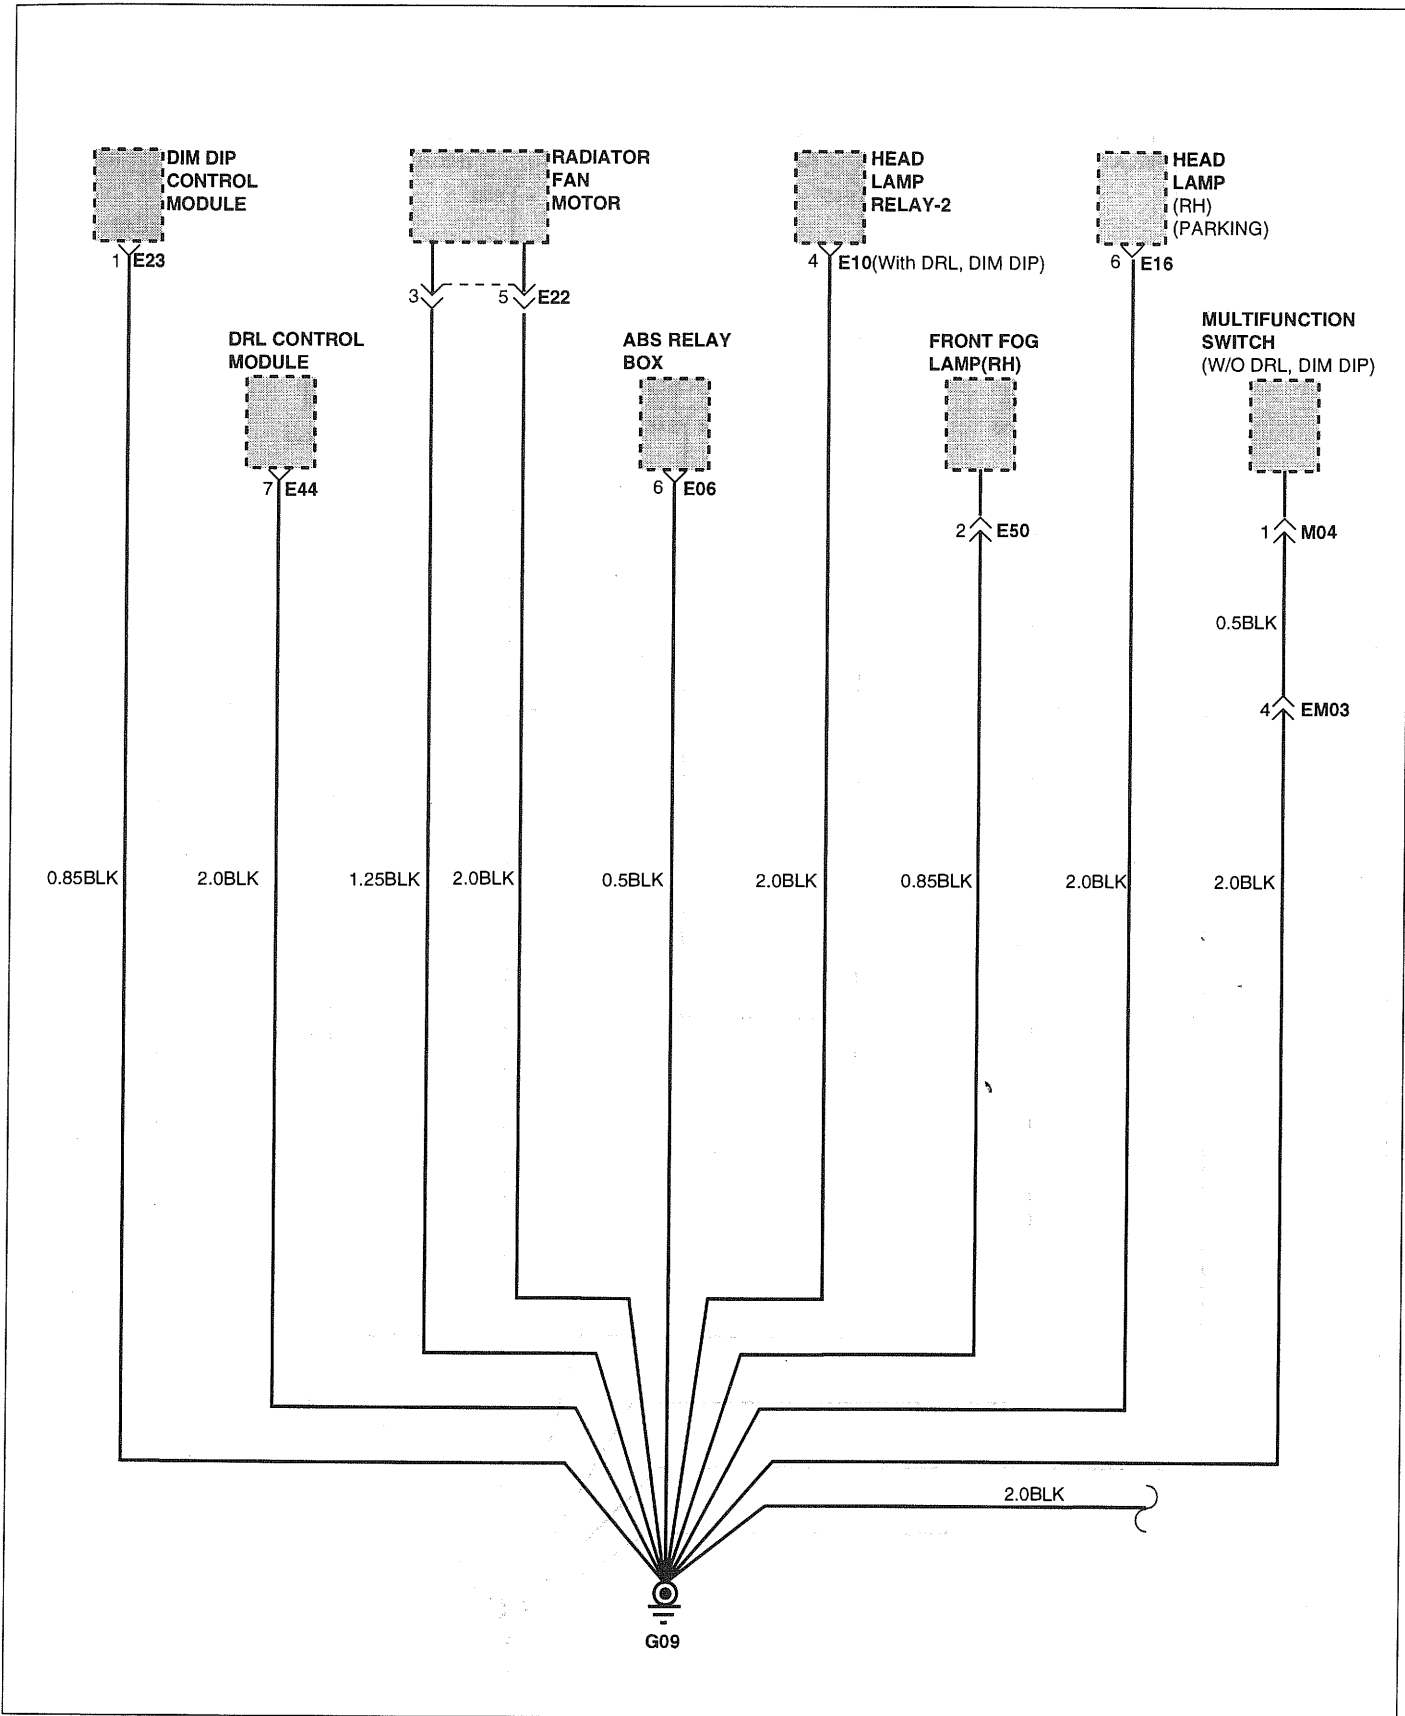 DIM DIP
CONTROL
MODULE
1 E23
RADIATOR
FAN
MOTOR
3 5 E22
HEAD
LAMP
RELAY-2
4 E10(With DRL, DIM DIP)
HEAD
LAMP
(RH)
(PARKING)
6 E16
DRL CONTROL
MODULE
7 E44
ABS RELAY
BOX
6 E06
FRONT FOG
LAMP(RH)
2 E50
MULTIFUNCTION
SWITCH
(W/O DRL, DIM DIP)
1 M04
0.5BLK
4 EM03
0.85BLK 2.0BLK 1.25BLK 2.0BLK 0.5BLK 2.0BLK 0.85BLK 2.0BLK 2.0BLK
2.0BLK
G09